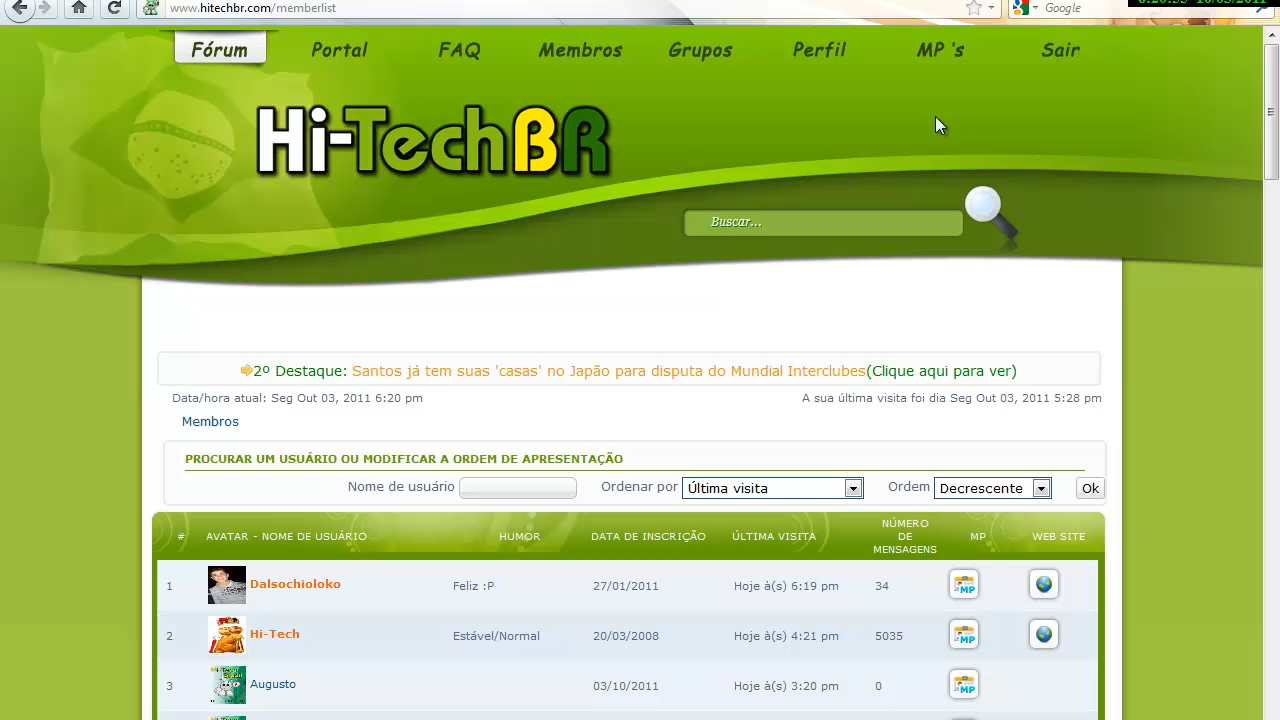 www.hitechbr.com/memberlist
Google
Fórum Portal FAQ Membros Grupos Perfil MP 's Sair
Hi-TechBR
Buscar...
2º Destaque: Santos já tem suas 'casas' no Japão para disputa do Mundial Interclubes(Clique aqui para ver)
Data/hora atual: Seg Out 03, 2011 6:20 pm A sua última visita foi dia Seg Out 03, 2011 5:28 pm
Membros
PROCURAR UM USUÁRIO OU MODIFICAR A ORDEM DE APRESENTAÇÃO
Nome de usuário Ordenar por Última visita Ordem Decrescente Ok
# AVATAR - NOME DE USUÁRIO HUMOR DATA DE INSCRIÇÃO ÚLTIMA VISITA NÚMERO DE MENSAGENS MP WEB SITE
1 Dalsochioloko Feliz :P 27/01/2011 Hoje à(s) 6:19 pm 34 MP
2 Hi-Tech Estável/Normal 20/03/2008 Hoje à(s) 4:21 pm 5035 MP
3 Augusto 03/10/2011 Hoje à(s) 3:20 pm 0 MP